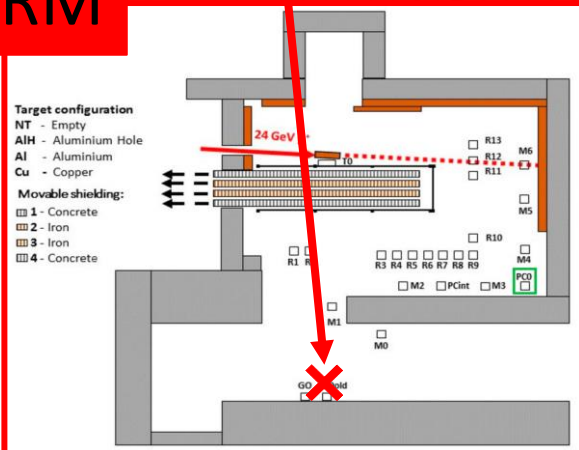 RM
Target configuration
NT - Empty
AlH - Aluminium Hole
Al - Aluminium
Cu - Copper
Movable shielding:
1 - Concrete
2 - Iron
3 - Iron
4 - Concrete
24 GeV
T0
R13
R12
R11
M6
M5
R10
M4
R1
R3 R4 R5 R6 R7 R8 R9
PC0
M2
PCint
M3
M1
M0
GO